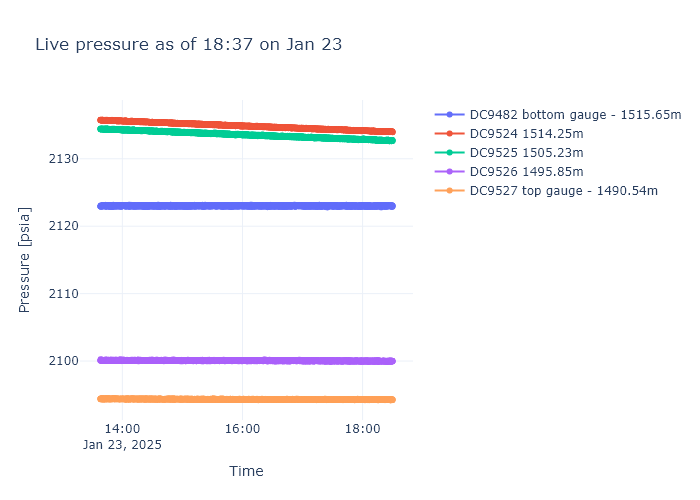 Live pressure as of 18:37 on Jan 23
DC9482 bottom gauge - 1515.65m
DC9524 1514.25m
DC9525 1505.23m
DC9526 1495.85m
DC9527 top gauge - 1490.54m
Pressure [psia]
2130
2120
2110
2100
14:00
Jan 23, 2025
16:00
18:00
Time